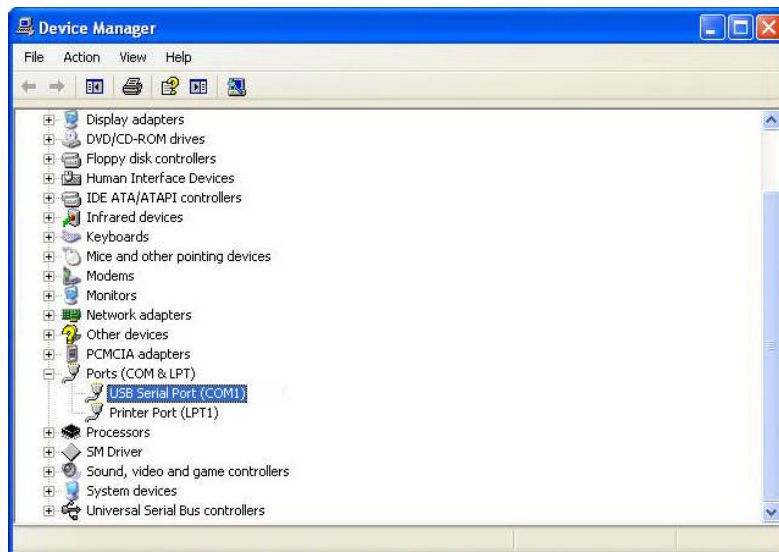 Device Manager
File Action View Help
Display adapters
DVD/CD-ROM drives
Floppy disk controllers
Human Interface Devices
IDE ATA/ATAPI controllers
Infrared devices
Keyboards
Mice and other pointing devices
Modems
Monitors
Network adapters
Other devices
PCMCIA adapters
Ports (COM & LPT)
USB Serial Port (COM1)
Printer Port (LPT1)
Processors
SM Driver
Sound, video and game controllers
System devices
Universal Serial Bus controllers